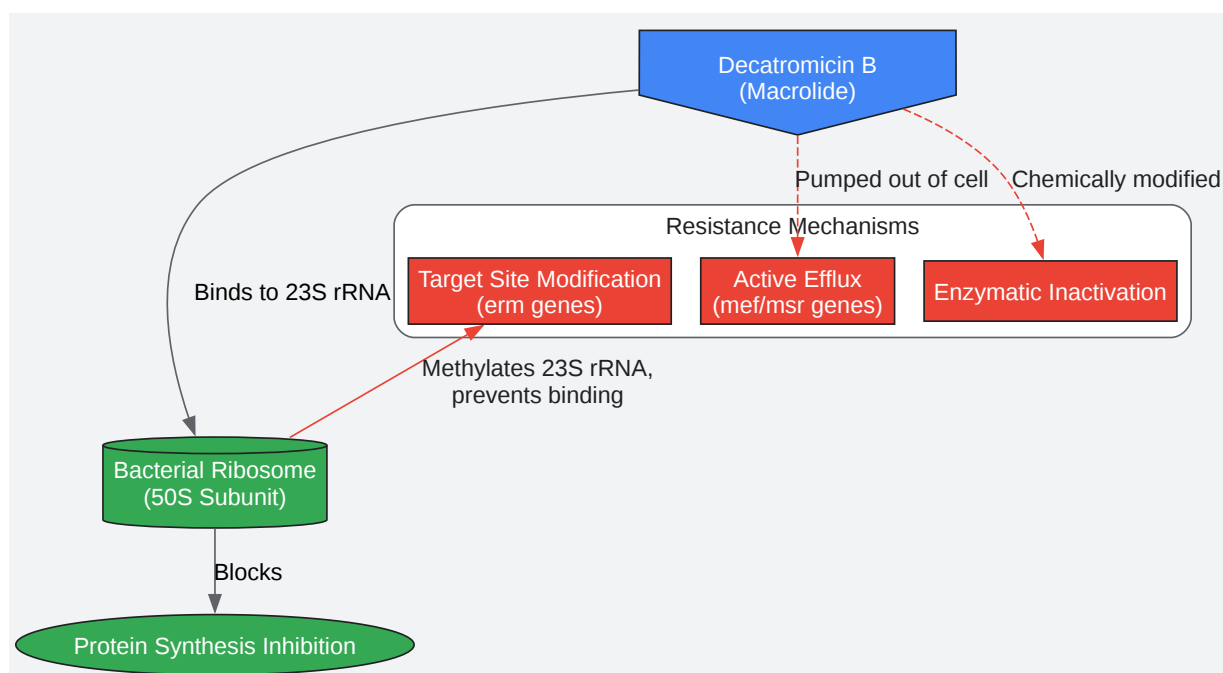 Decatromicin B
(Macrolide)
Pumped out of cell
Chemically modified
Resistance Mechanisms
Target Site Modification
(erm genes)
Active Efflux
(mef/msr genes)
Enzymatic Inactivation
Binds to 23S rRNA
Methylates 23S rRNA,
prevents binding
Bacterial Ribosome
(50S Subunit)
Blocks
Protein Synthesis Inhibition